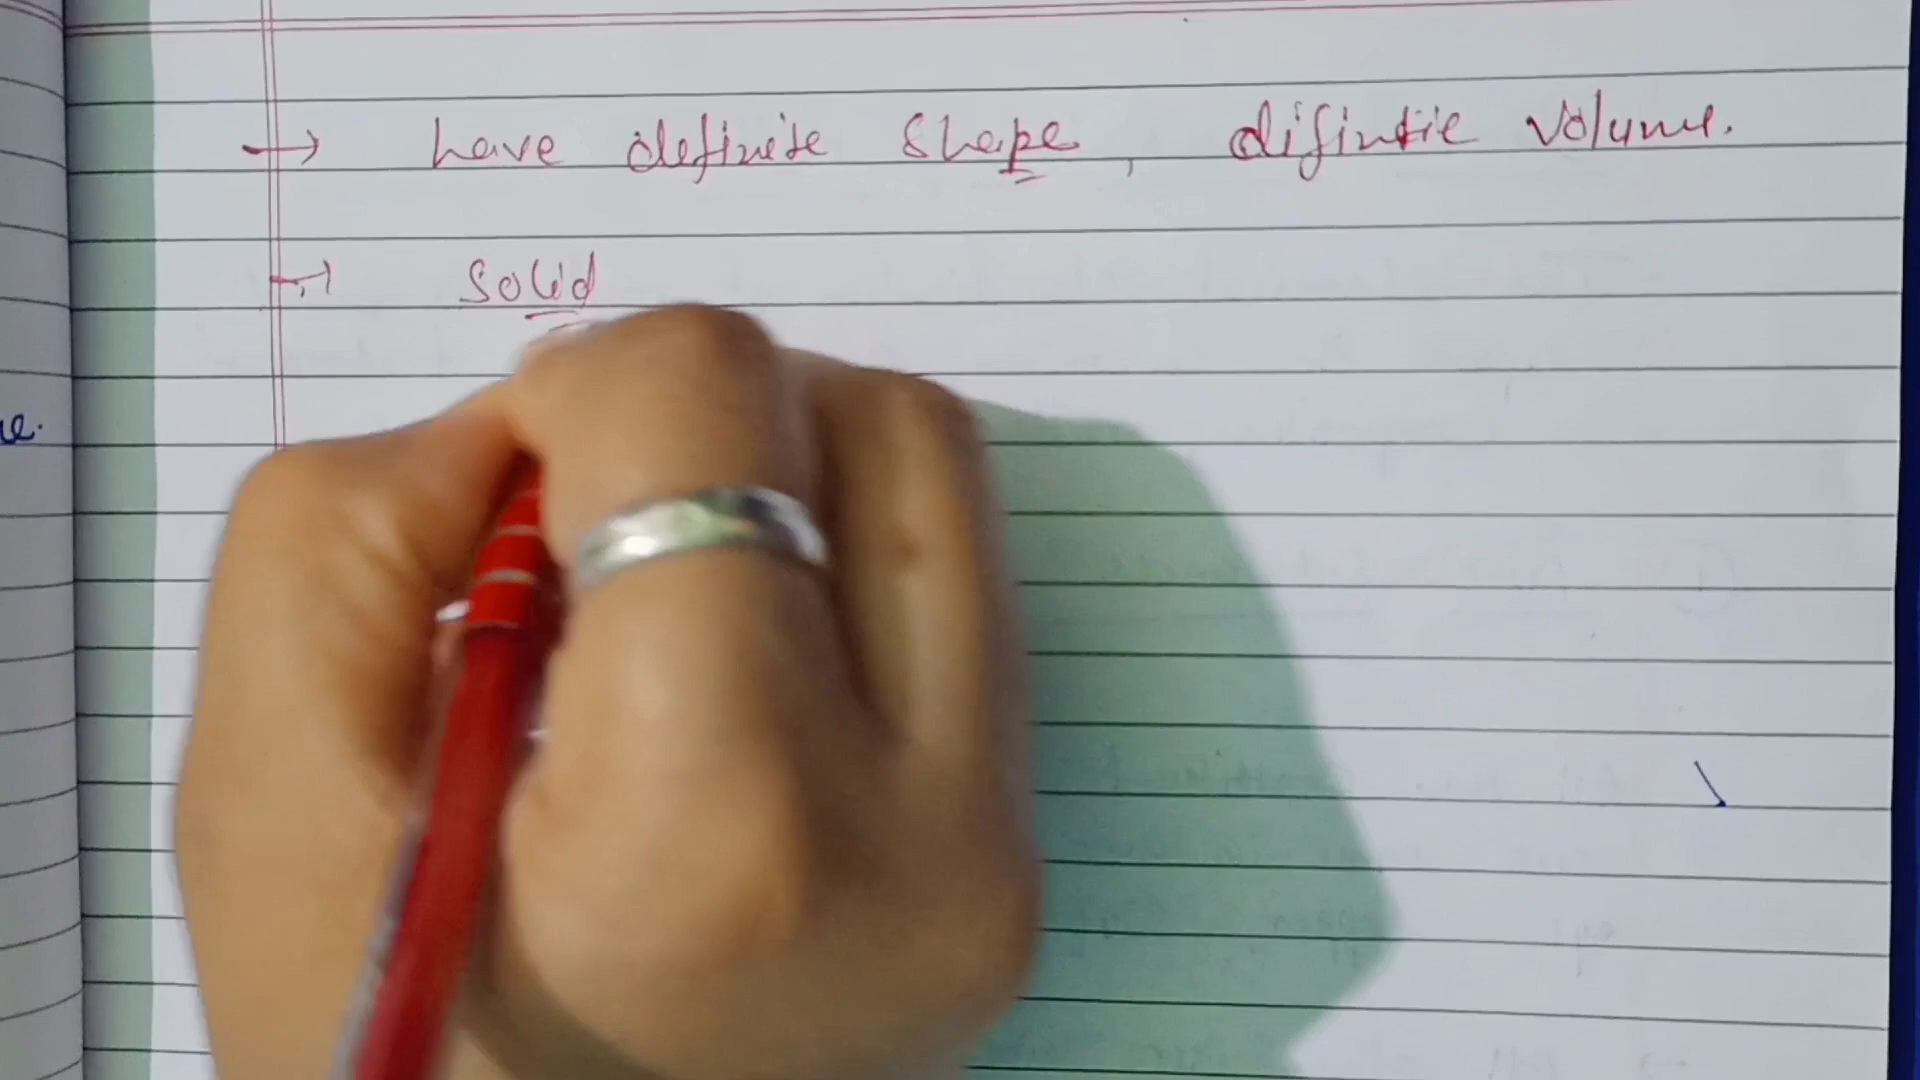 → have definite shape, difintie volume.
→ Solid
e.